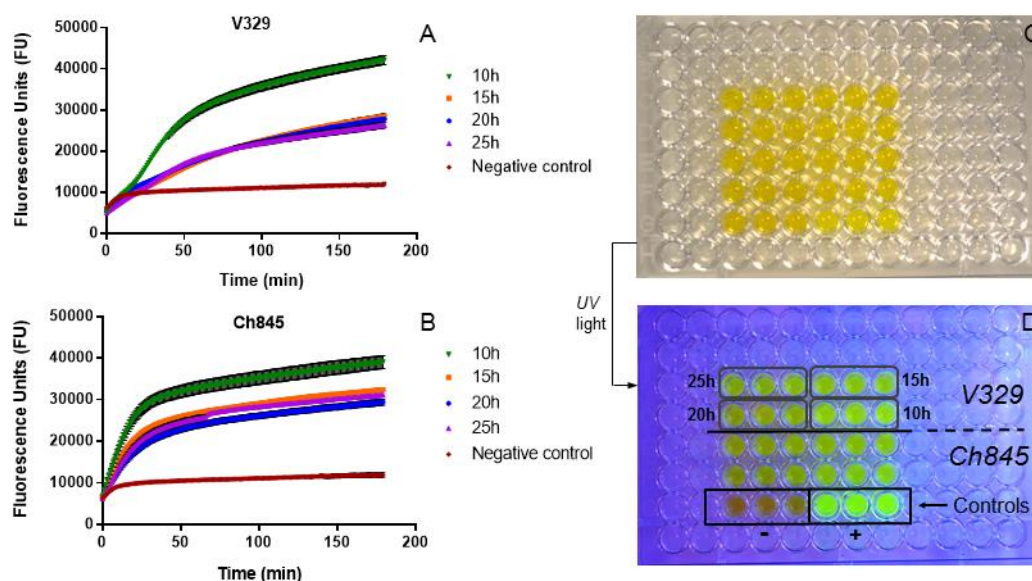 V329
A
Fluorescence Units (FU)
50000
40000
30000
20000
10000
0
0
50
100
150
200
Time (min)
10h
15h
20h
25h
Negative control
Ch845
B
Fluorescence Units (FU)
50000
40000
30000
20000
10000
0
0
50
100
150
200
Time (min)
10h
15h
20h
25h
Negative control
C
UV
light
D
25h
15h
V329
20h
10h
Ch845
Controls
-
+